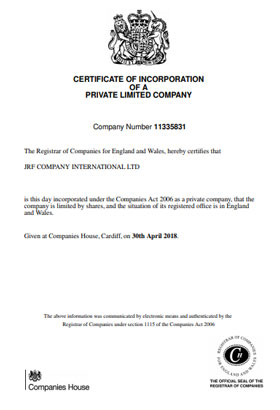 CERTIFICATE OF INCORPORATION
OF A
PRIVATE LIMITED COMPANY
Company Number 11335831
The Registrar of Companies for England and Wales, hereby certifies that
JRF COMPANY INTERNATIONAL LTD
is this day incorporated under the Companies Act 2006 as a private company, that the
company is limited by shares, and the situation of its registered office is in England
and Wales.
Given at Companies House, Cardiff, on 30th April 2018.
The above information was communicated by electronic means and authenticated by the
Registrar of Companies under section 1115 of the Companies Act 2006
Companies House
REGISTRAR OF COMPANIES
FOR ENGLAND AND WALES
CH
THE OFFICIAL SEAL OF THE
REGISTRAR OF COMPANIES